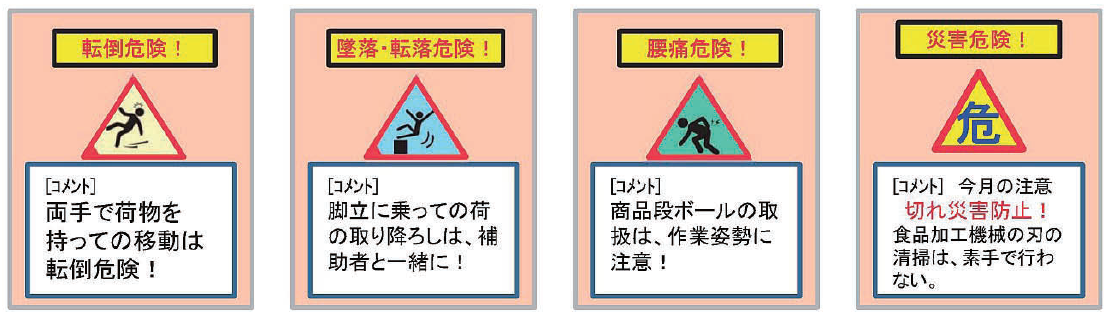 転倒危険！
[ｺﾒﾝﾄ]
両手で荷物を
持っての移動は
転倒危険！
墜落・転落危険！
[ｺﾒﾝﾄ]
脚立に乗っての荷
の取り降ろしは、補
助者と一緒に！
腰痛危険！
[ｺﾒﾝﾄ]
商品段ボールの取
扱は、作業姿勢に
注意！
災害危険！
危
[ｺﾒﾝﾄ]　今月の注意
切れ災害防止！
食品加工機械の刃の
清掃は、素手で行わ
ない。